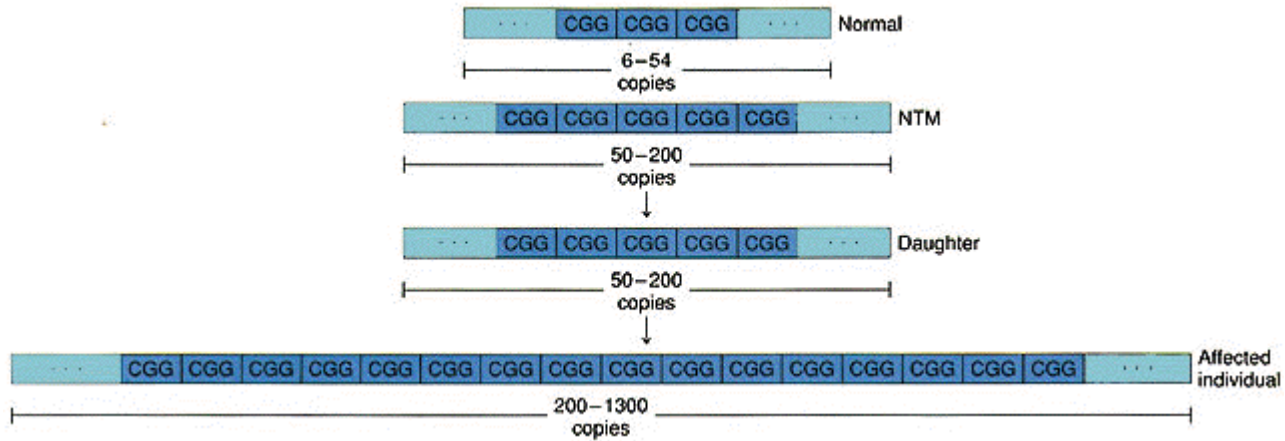 ... CGG CGG CGG ... Normal
6–54
copies
... CGG CGG CGG CGG CGG ... NTM
50–200
copies
... CGG CGG CGG CGG CGG ... Daughter
50–200
copies
... CGG CGG CGG CGG CGG CGG CGG CGG CGG CGG CGG CGG CGG CGG CGG CGG ... Affected
individual
200–1300
copies